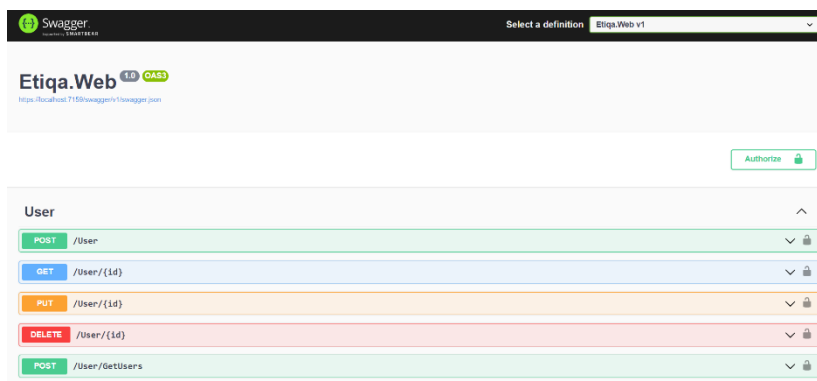 Swagger.
Supported by SMARTBEAR
Select a definition
Etiqa.Web v1
Etiqa.Web 1.0 OAS3
https://localhost:7159/swagger/v1/swagger.json
Authorize
User
POST /User
GET /User/{id}
PUT /User/{id}
DELETE /User/{id}
POST /User/GetUsers